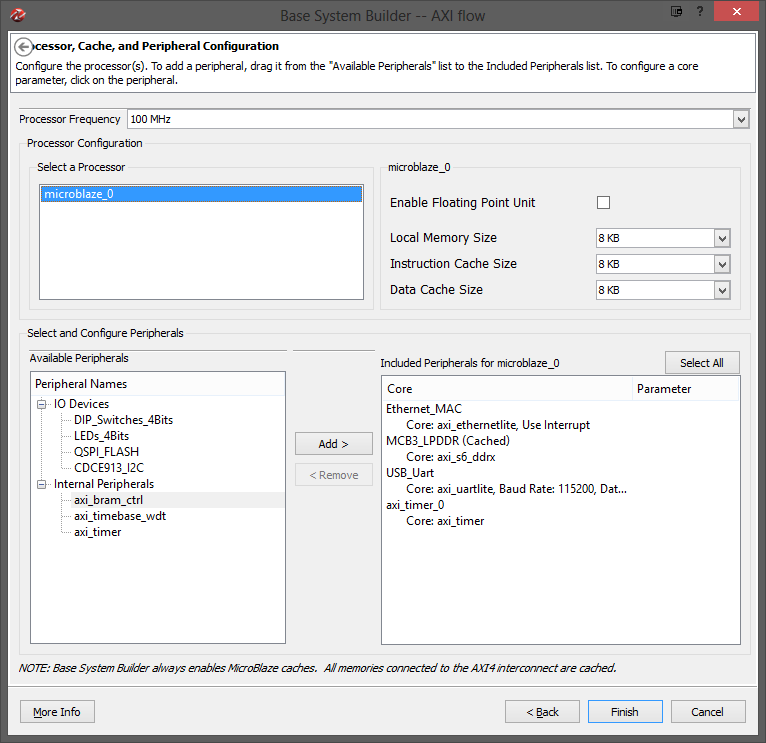 Base System Builder -- AXI flow
?
cessor, Cache, and Peripheral Configuration
Configure the processor(s). To add a peripheral, drag it from the "Available Peripherals" list to the Included Peripherals list. To configure a core
parameter, click on the peripheral.
Processor Frequency 100 MHz
Processor Configuration
Select a Processor
microblaze_0
microblaze_0
Enable Floating Point Unit
Local Memory Size 8 KB
Instruction Cache Size 8 KB
Data Cache Size 8 KB
Select and Configure Peripherals
Available Peripherals
Peripheral Names
IO Devices
DIP_Switches_4Bits
LEDs_4Bits
QSPI_FLASH
CDCE913_I2C
Internal Peripherals
axi_bram_ctrl
axi_timebase_wdt
axi_timer
Add >
< Remove
Included Peripherals for microblaze_0
Select All
Core Parameter
Ethernet_MAC
Core: axi_ethernetlite, Use Interrupt
MCB3_LPDDR (Cached)
Core: axi_s6_ddrx
USB_Uart
Core: axi_uartlite, Baud Rate: 115200, Dat...
axi_timer_0
Core: axi_timer
NOTE: Base System Builder always enables MicroBlaze caches. All memories connected to the AXI4 interconnect are cached.
More Info
< Back
Finish
Cancel